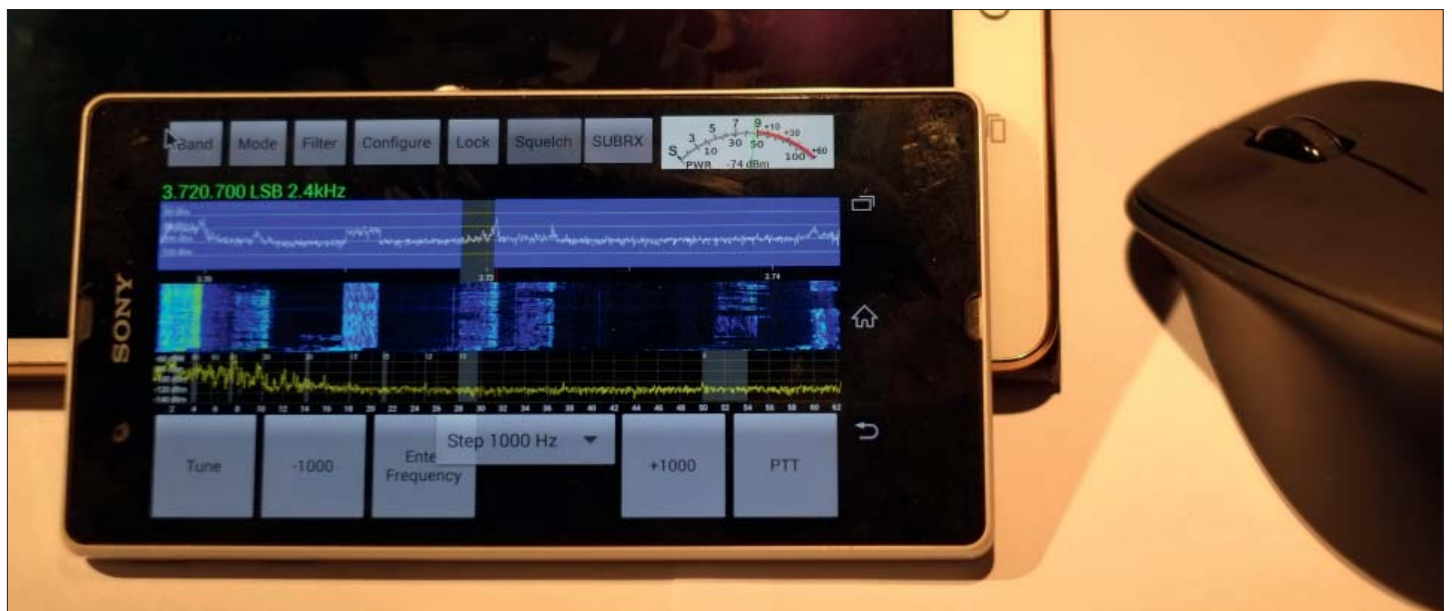 Band Mode Filter Configure Lock Squelch SUBRX
S 3 5 7 9 +10 +30 +60
10 30 50 100
PWR -74 dBm
3.720.700 LSB 2.4kHz
3.73 3.74
SONY
2 4 6 8 10 12 14 16 18 20 22 24 26 28 30 32 34 36 38 40 42 44 46 48 50 52 54 56 58 60 62
Tune -1000 Ente Step 1000 Hz +1000 PTT
Frequency